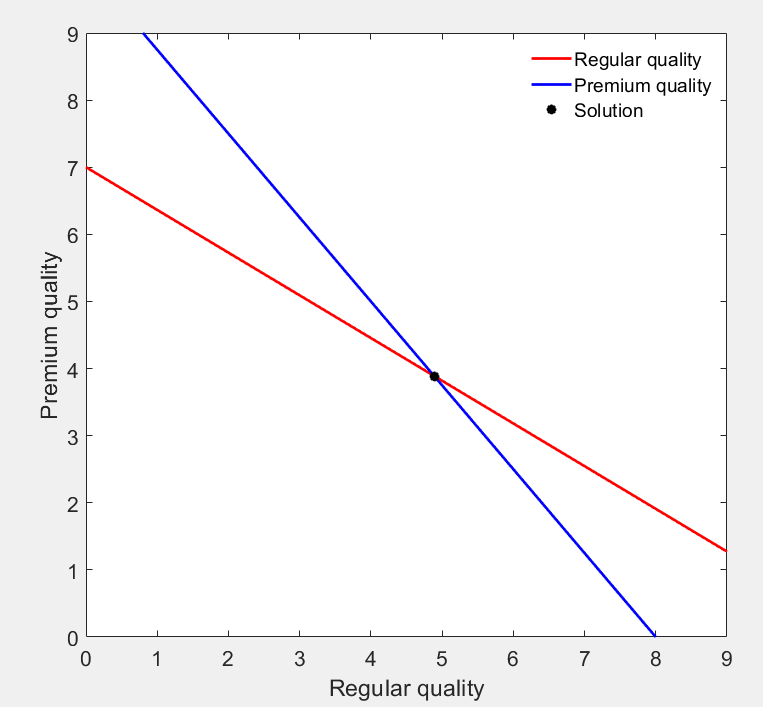 Regular quality
Premium quality
Solution
9
8
7
6
5
4
3
2
1
0
Premium quality
0 1 2 3 4 5 6 7 8 9
Regular quality